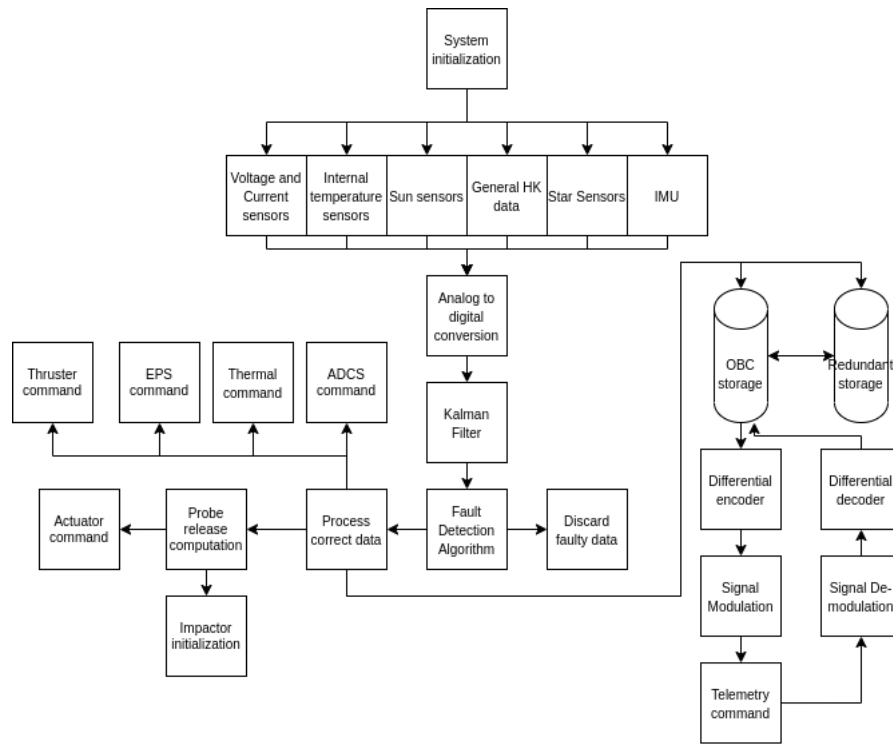 System
initialization
Voltage and
Current
sensors
Internal
temperature
sensors
Sun sensors
General HK
data
Star Sensors
IMU
Analog to
digital
conversion
OBC
storage
Redundant
storage
Thruster
command
EPS
command
Thermal
command
ADCS
command
Kalman
Filter
Differential
encoder
Differential
decoder
Actuator
command
Probe
release
computation
Process
correct data
Fault
Detection
Algorithm
Discard
faulty data
Signal
Modulation
Signal De-
modulation
Impactor
initialization
Telemetry
command